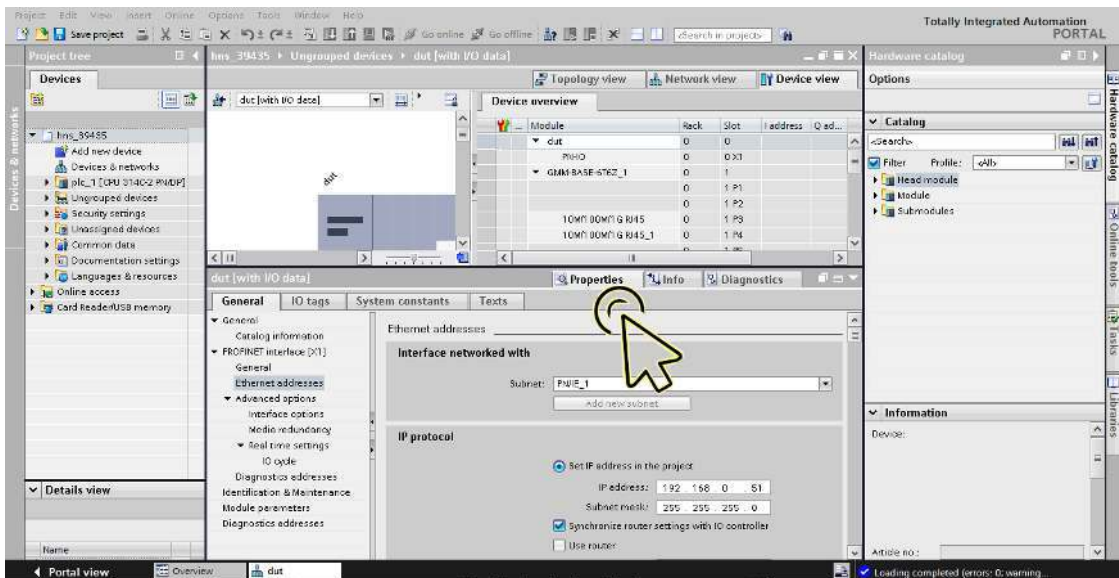 Project Edit View Insert Online Options Tools Window Help
Totally Integrated Automation
PORTAL
Save project
Go online
Go offline
<Search in project>
Project tree
hns_39435 ▸ Ungrouped devices ▸ dut [with I/O data]
Hardware catalog
Devices
Topology view
Network view
Device view
Options
dut [with I/O data]
Device overview
Module
Rack
Slot
I address
Q ad...
Catalog
<Search>
Filter
Profile:
<All>
Head module
Module
Submodules
dut 0 0
PN-IO 0 0 X1
GMM-BASE-6T6Z_1 0 1
0 1 P1
0 1 P2
0 1 P3
0 1 P4
dut
Devices & networks
hns_39435
Add new device
Devices & networks
plc_1 [CPU 314C-2 PN/DP]
Ungrouped devices
Security settings
Unassigned devices
Common data
Documentation settings
Languages & resources
Online access
Card Reader/USB memory
dut [with I/O data]
Properties
Info
Diagnostics
General
IO tags
System constants
Texts
General
Catalog information
PROFINET interface [X1]
General
Ethernet addresses
Advanced options
Interface options
Media redundancy
Real time settings
IO cycle
Diagnostics addresses
Identification & Maintenance
Module parameters
Diagnostics addresses
Ethernet addresses
Interface networked with
Subnet: PN/IE_1
Add new subnet
IP protocol
Set IP address in the project
IP address: 192 . 168 . 0 . 51
Subnet mask: 255 . 255 . 255 . 0
Synchronize router settings with IO controller
Use router
Information
Device:
Article no.:
Hardware catalog
Online tools
Tasks
Libraries
Details view
Name
Portal view
Overview
dut
Loading completed (errors: 0; warning...